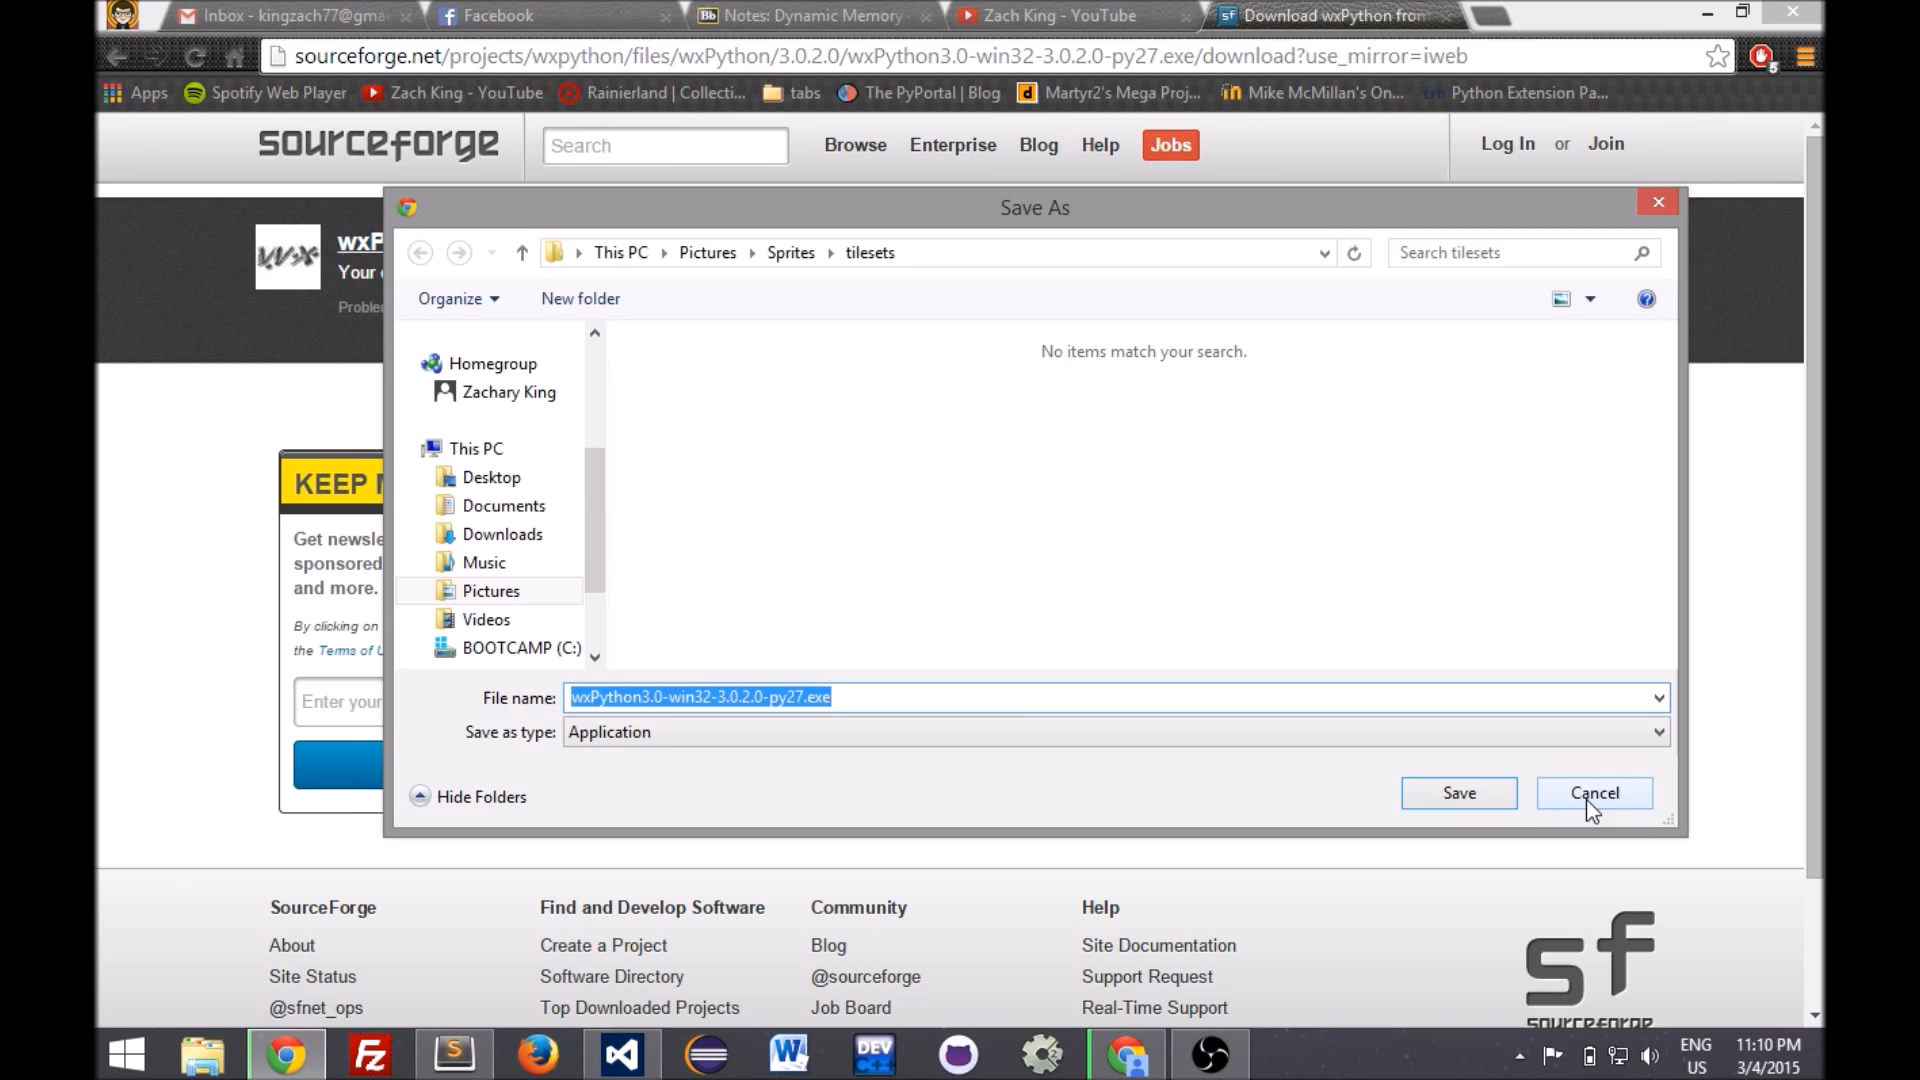 Inbox - kingzach77@gma
Facebook
Bb Notes: Dynamic Memory
Zach King - YouTube
sf Download wxPython from
sourceforge.net/projects/wxpython/files/wxPython/3.0.2.0/wxPython3.0-win32-3.0.2.0-py27.exe/download?use_mirror=iweb
5
Apps
Spotify Web Player
Zach King - YouTube
Rainierland | Collecti...
tabs
The PyPortal | Blog
Martyr2's Mega Proj...
Mike McMillan's On...
Python Extension Pa...
sourceforge
Search
Browse
Enterprise
Blog
Help
Jobs
Log In or Join
Save As
wxP
Your
Proble
This PC
Pictures
Sprites
tilesets
Search tilesets
Organize
New folder
No items match your search.
Homegroup
Zachary King
This PC
Desktop
Documents
Downloads
Music
Pictures
Videos
BOOTCAMP (C:)
KEEP
Get newsle
sponsored
and more.
By clicking on
the Terms of U
Enter your
File name: wxPython3.0-win32-3.0.2.0-py27.exe
Save as type: Application
Hide Folders
Save
Cancel
SourceForge
About
Site Status
@sfnet_ops
Find and Develop Software
Create a Project
Software Directory
Top Downloaded Projects
Community
Blog
@sourceforge
Job Board
Help
Site Documentation
Support Request
Real-Time Support
sf
sourceforge
Fz
S
W
DEV
C++
ENG
US
11:10 PM
3/4/2015